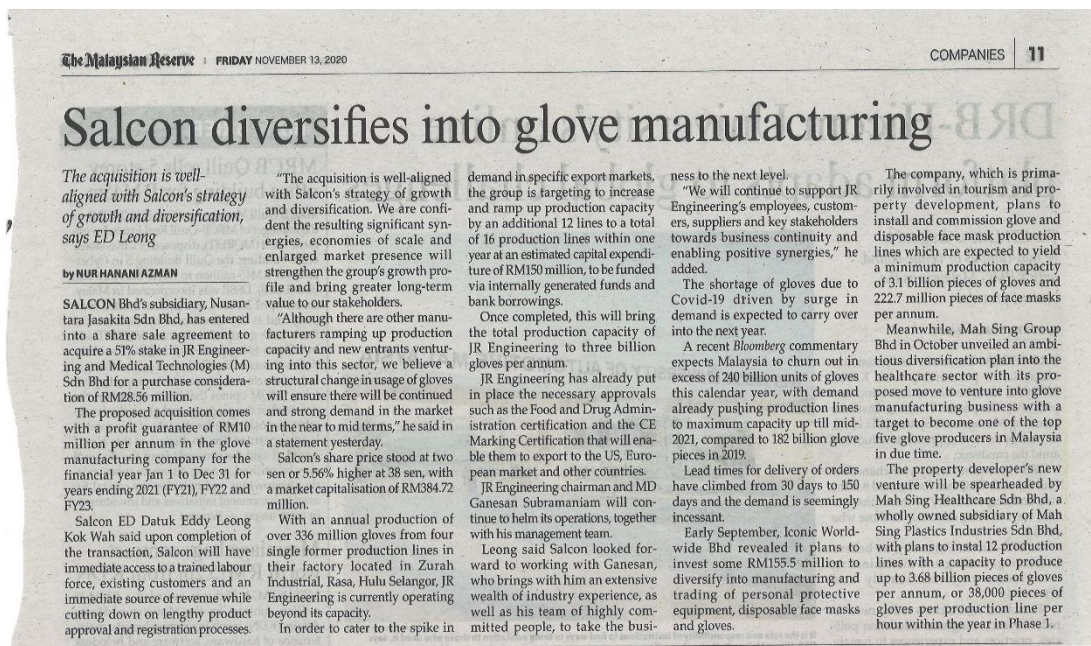 The Malaysian Reserve | FRIDAY NOVEMBER 13, 2020
COMPANIES | 11
Salcon diversifies into glove manufacturing
The acquisition is well-
aligned with Salcon's strategy
of growth and diversification,
says ED Leong
by NUR HANANI AZMAN
SALCON Bhd's subsidiary, Nusan-
tara Jasakita Sdn Bhd, has entered
into a share sale agreement to
acquire a 51% stake in JR Engineer-
ing and Medical Technologies (M)
Sdn Bhd for a purchase considera-
tion of RM28.56 million.
The proposed acquisition comes
with a profit guarantee of RM10
million per annum in the glove
manufacturing company for the
financial year Jan 1 to Dec 31 for
years ending 2021 (FY21), FY22 and
FY23.
Salcon ED Datuk Eddy Leong
Kok Wah said upon completion of
the transaction, Salcon will have
immediate access to a trained labour
force, existing customers and an
immediate source of revenue while
cutting down on lengthy product
approval and registration processes.
"The acquisition is well-aligned
with Salcon's strategy of growth
and diversification. We are confi-
dent the resulting significant syn-
ergies, economies of scale and
enlarged market presence will
strengthen the group's growth pro-
file and bring greater long-term
value to our stakeholders.
"Although there are other manu-
facturers ramping up production
capacity and new entrants ventur-
ing into this sector, we believe a
structural change in usage of gloves
will ensure there will be continued
and strong demand in the market
in the near to mid terms," he said in
a statement yesterday.
Salcon's share price stood at two
sen or 5.56% higher at 38 sen, with
a market capitalisation of RM384.72
million.
With an annual production of
over 336 million gloves from four
single former production lines in
their factory located in Zurah
Industrial, Rasa, Hulu Selangor, JR
Engineering is currently operating
beyond its capacity.
In order to cater to the spike in
demand in specific export markets,
the group is targeting to increase
and ramp up production capacity
by an additional 12 lines to a total
of 16 production lines within one
year at an estimated capital expendi-
ture of RM150 million, to be funded
via internally generated funds and
bank borrowings.
Once completed, this will bring
the total production capacity of
JR Engineering to three billion
gloves per annum.
JR Engineering has already put
in place the necessary approvals
such as the Food and Drug Admin-
istration certification and the CE
Marking Certification that will ena-
ble them to export to the US, Euro-
pean market and other countries.
JR Engineering chairman and MD
Ganesan Subramaniam will con-
tinue to helm its operations, together
with his management team.
Leong said Salcon looked for-
ward to working with Ganesan,
who brings with him an extensive
wealth of industry experience, as
well as his team of highly com-
mitted people, to take the busi-
ness to the next level.
"We will continue to support JR
Engineering's employees, custom-
ers, suppliers and key stakeholders
towards business continuity and
enabling positive synergies," he
added.
The shortage of gloves due to
Covid-19 driven by surge in
demand is expected to carry over
into the next year.
A recent Bloomberg commentary
expects Malaysia to churn out in
excess of 240 billion units of gloves
this calendar year, with demand
already pushing production lines
to maximum capacity up till mid-
2021, compared to 182 billion glove
pieces in 2019.
Lead times for delivery of orders
have climbed from 30 days to 150
days and the demand is seemingly
incessant.
Early September, Iconic World-
wide Bhd revealed it plans to
invest some RM155.5 million to
diversify into manufacturing and
trading of personal protective
equipment, disposable face masks
and gloves.
The company, which is prima-
rily involved in tourism and pro-
perty development, plans to
install and commission glove and
disposable face mask production
lines which are expected to yield
a minimum production capacity
of 3.1 billion pieces of gloves and
222.7 million pieces of face masks
per annum.
Meanwhile, Mah Sing Group
Bhd in October unveiled an ambi-
tious diversification plan into the
healthcare sector with its pro-
posed move to venture into glove
manufacturing business with a
target to become one of the top
five glove producers in Malaysia
in due time.
The property developer's new
venture will be spearheaded by
Mah Sing Healthcare Sdn Bhd, a
wholly owned subsidiary of Mah
Sing Plastics Industries Sdn Bhd,
with plans to instal 12 production
lines with a capacity to produce
up to 3.68 billion pieces of gloves
per annum, or 38,000 pieces of
gloves per production line per
hour within the year in Phase 1.